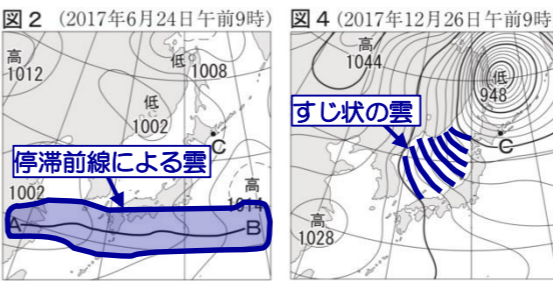 図2 (2017年6月24日午前9時)
高
1012
低
1008
低
1002
C
停滞前線による雲
1002
高
1014
A
B
図4 (2017年12月26日午前9時)
高
1044
低
948
すじ状の雲
C
高
1028